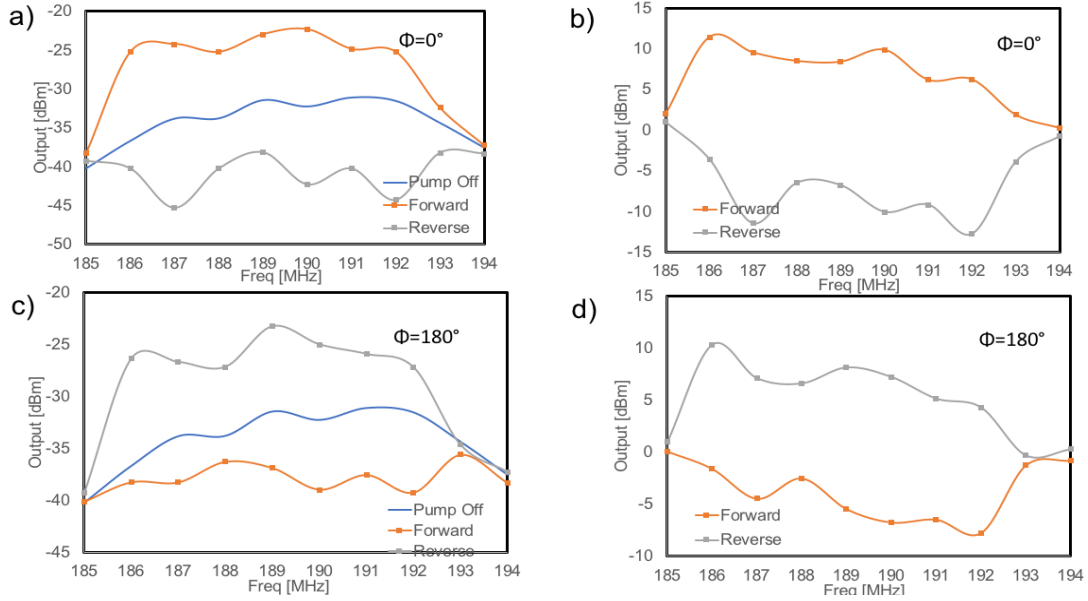 a)
Φ=0°
Output [dBm]
-20
-25
-30
-35
-40
-45
-50
Pump Off
Forward
Reverse
185 186 187 188 189 190 191 192 193 194
Freq [MHz]
b)
Φ=0°
Output [dBm]
15
10
5
0
-5
-10
-15
Forward
Reverse
185 186 187 188 189 190 191 192 193 194
Freq [MHz]
c)
Φ=180°
Output [dBm]
-20
-25
-30
-35
-40
-45
Pump Off
Forward
Reverse
185 186 187 188 189 190 191 192 193 194
Freq [MHz]
d)
Φ=180°
Output [dBm]
15
10
5
0
-5
-10
Forward
Reverse
185 186 187 188 189 190 191 192 193 194
Freq [MHz]